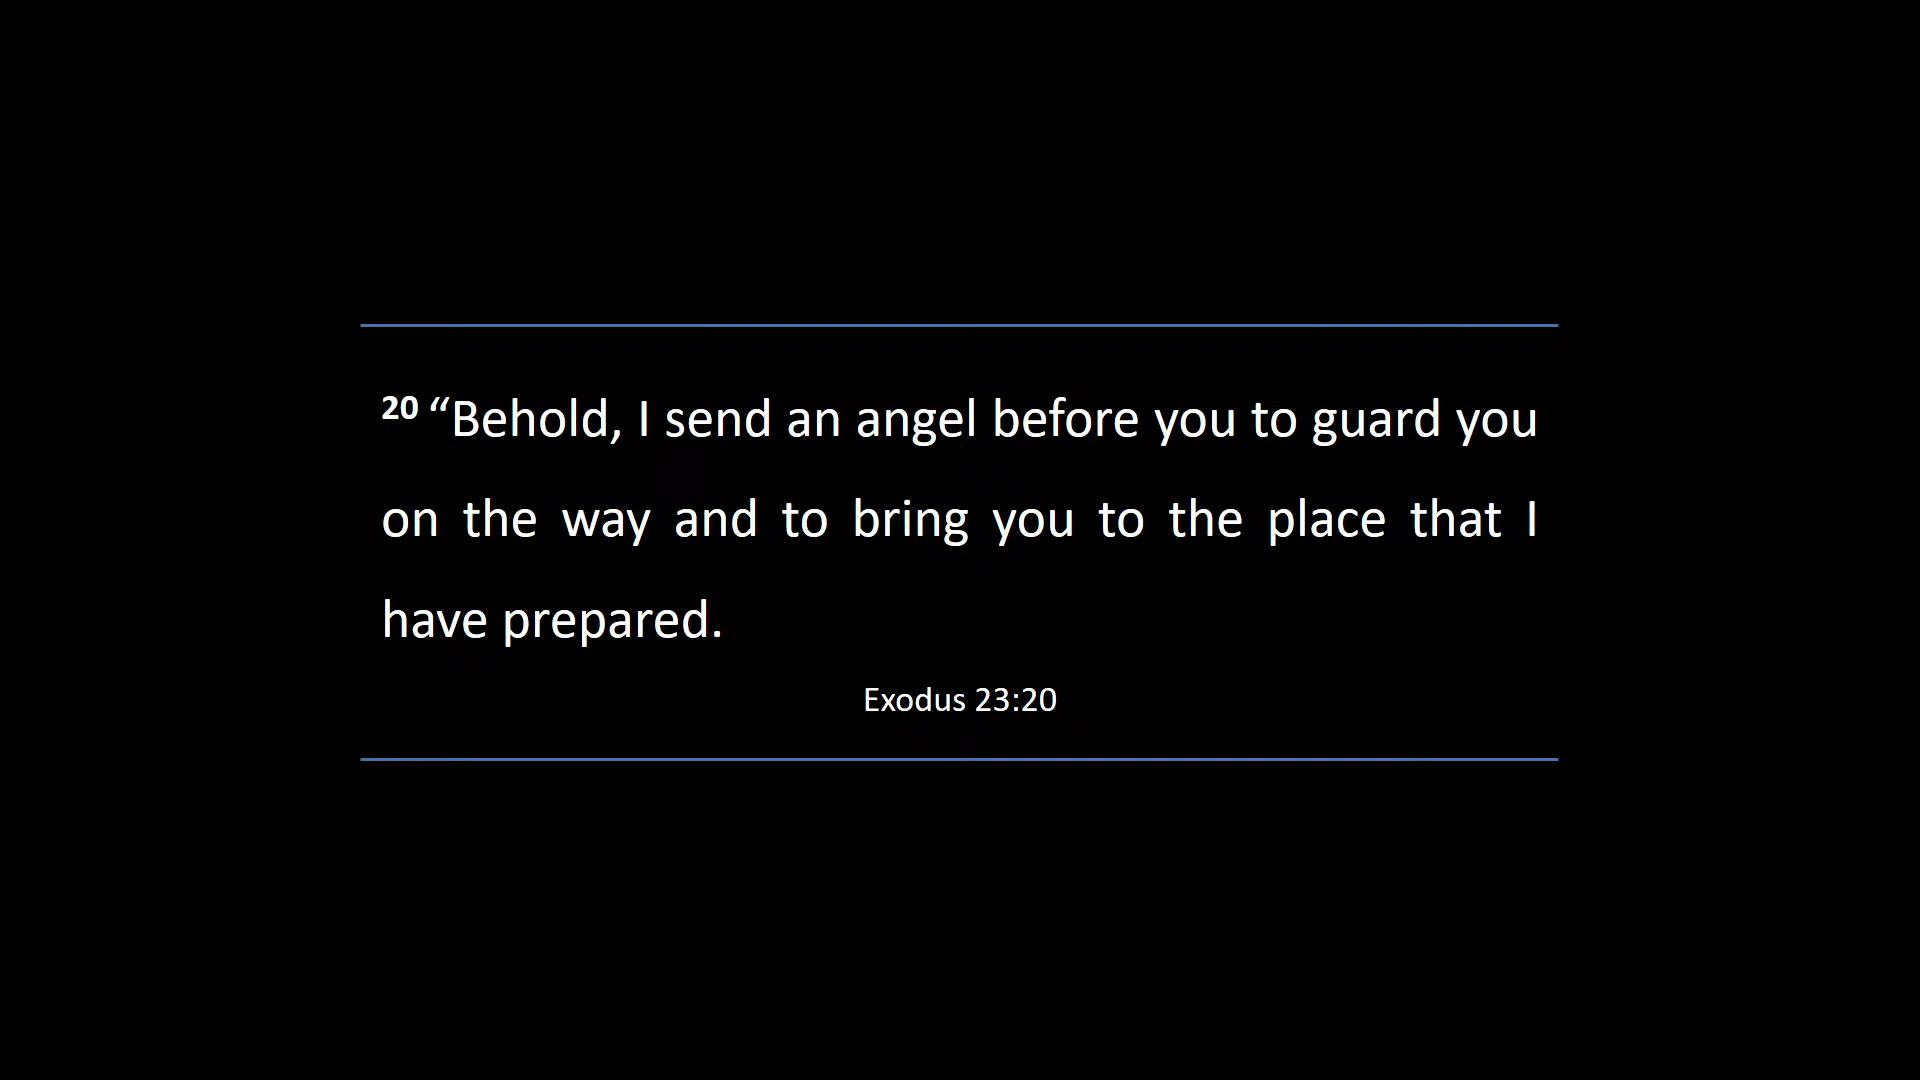 20 “Behold, I send an angel before you to guard you
on the way and to bring you to the place that I
have prepared.
Exodus 23:20